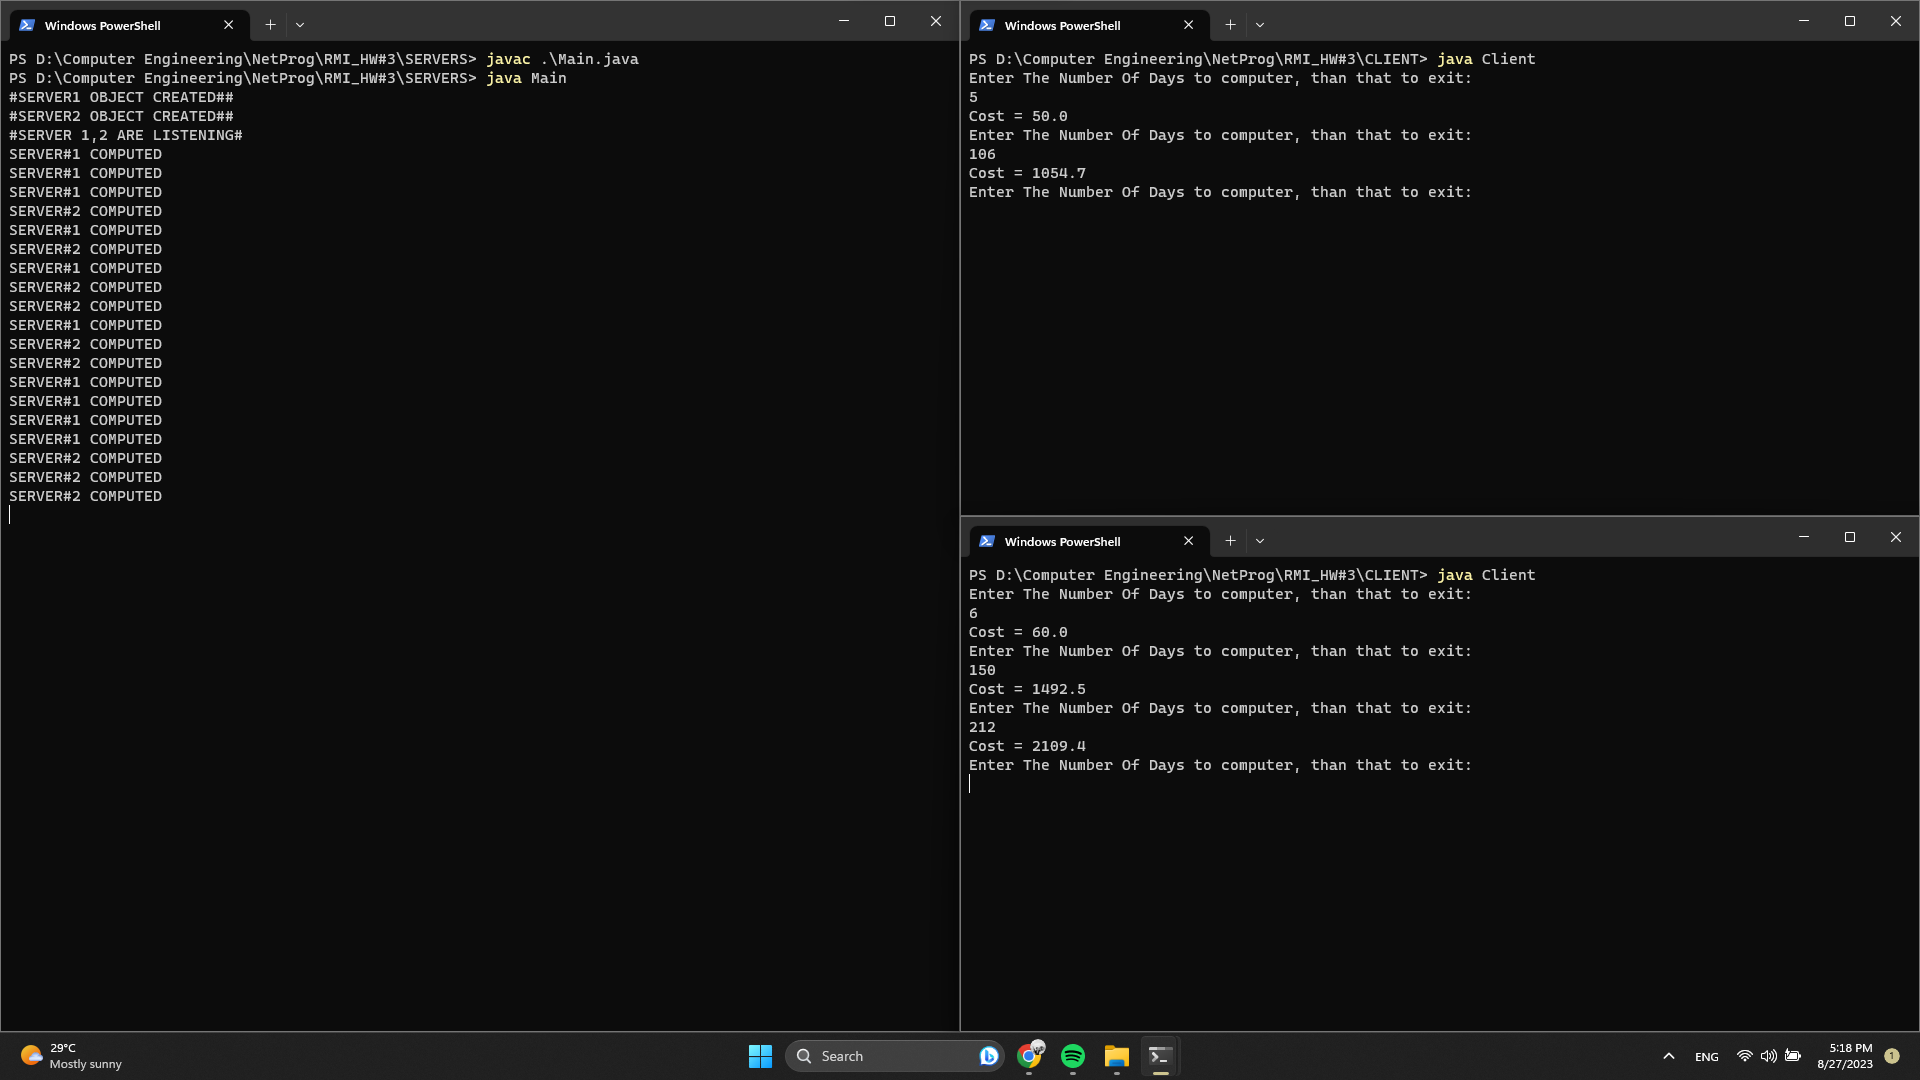 Windows PowerShell
PS D:\Computer Engineering\NetProg\RMI_HW#3\SERVERS> javac .\Main.java
PS D:\Computer Engineering\NetProg\RMI_HW#3\SERVERS> java Main
#SERVER1 OBJECT CREATED##
#SERVER2 OBJECT CREATED##
#SERVER 1,2 ARE LISTENING#
SERVER#1 COMPUTED
SERVER#1 COMPUTED
SERVER#1 COMPUTED
SERVER#2 COMPUTED
SERVER#1 COMPUTED
SERVER#2 COMPUTED
SERVER#1 COMPUTED
SERVER#2 COMPUTED
SERVER#2 COMPUTED
SERVER#1 COMPUTED
SERVER#2 COMPUTED
SERVER#2 COMPUTED
SERVER#1 COMPUTED
SERVER#1 COMPUTED
SERVER#1 COMPUTED
SERVER#1 COMPUTED
SERVER#2 COMPUTED
SERVER#2 COMPUTED
SERVER#2 COMPUTED
Windows PowerShell
PS D:\Computer Engineering\NetProg\RMI_HW#3\CLIENT> java Client
Enter The Number Of Days to computer, than that to exit:
5
Cost = 50.0
Enter The Number Of Days to computer, than that to exit:
106
Cost = 1054.7
Enter The Number Of Days to computer, than that to exit:
Windows PowerShell
PS D:\Computer Engineering\NetProg\RMI_HW#3\CLIENT> java Client
Enter The Number Of Days to computer, than that to exit:
6
Cost = 60.0
Enter The Number Of Days to computer, than that to exit:
150
Cost = 1492.5
Enter The Number Of Days to computer, than that to exit:
212
Cost = 2109.4
Enter The Number Of Days to computer, than that to exit:
29°C
Mostly sunny
Search
ENG
5:18 PM
8/27/2023
1